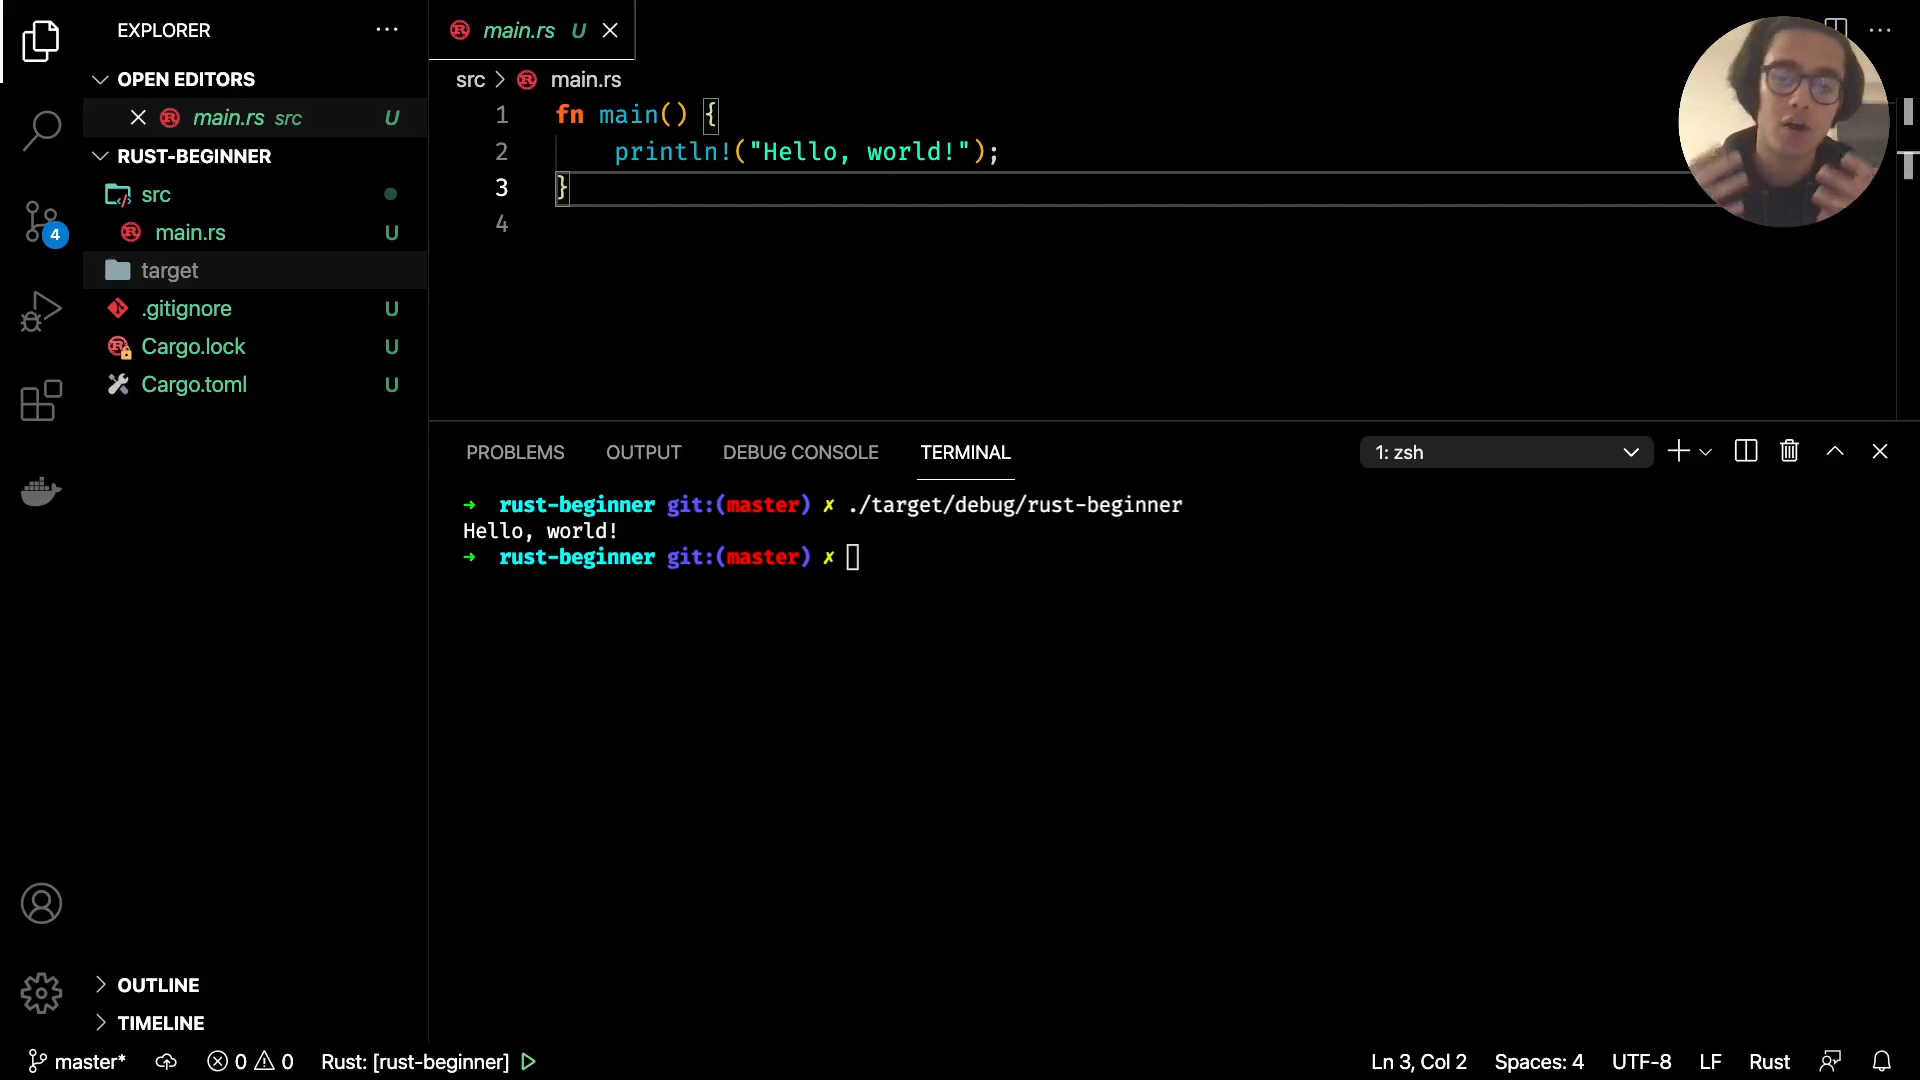 EXPLORER
OPEN EDITORS
main.rs src U
RUST-BEGINNER
src
main.rs U
target
.gitignore U
Cargo.lock U
Cargo.toml U
4
OUTLINE
TIMELINE
main.rs U
src > main.rs
1 fn main() {
2 println!("Hello, world!");
3 }
4
PROBLEMS OUTPUT DEBUG CONSOLE TERMINAL 1: zsh
→ rust-beginner git:(master) ✗ ./target/debug/rust-beginner
Hello, world!
→ rust-beginner git:(master) ✗
master* 0 0 Rust: [rust-beginner] Ln 3, Col 2 Spaces: 4 UTF-8 LF Rust